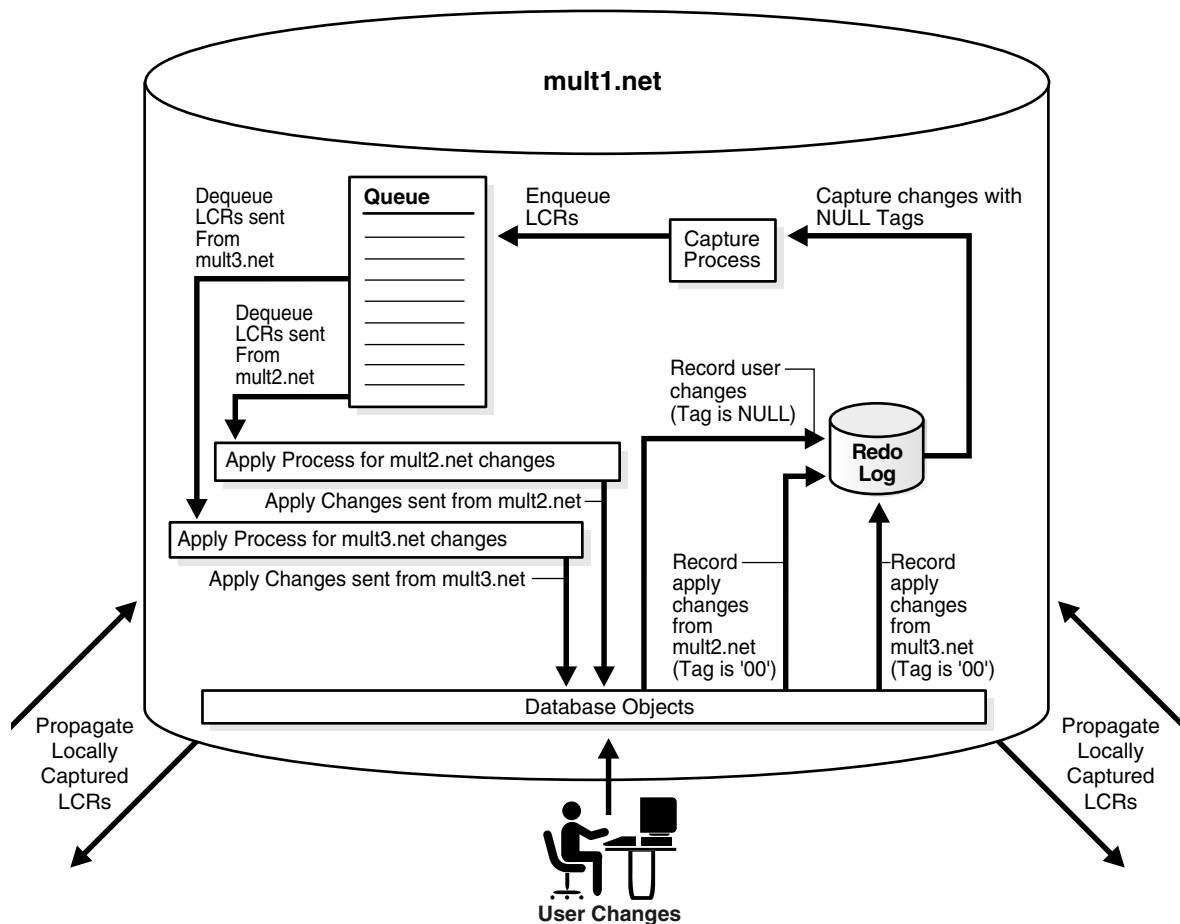 mult1.net
Dequeue
LCRs sent
From
mult3.net
Queue
Enqueue
LCRs
Capture changes with
NULL Tags
Capture
Process
Dequeue
LCRs sent
From
mult2.net
Record user
changes
(Tag is NULL)
Redo
Log
Apply Process for mult2.net changes
Apply Changes sent from mult2.net
Apply Process for mult3.net changes
Apply Changes sent from mult3.net
Record
apply
changes
from
mult2.net
(Tag is '00')
Record
apply
changes
from
mult3.net
(Tag is '00')
Database Objects
Propagate
Locally
Captured
LCRs
Propagate
Locally
Captured
LCRs
User Changes